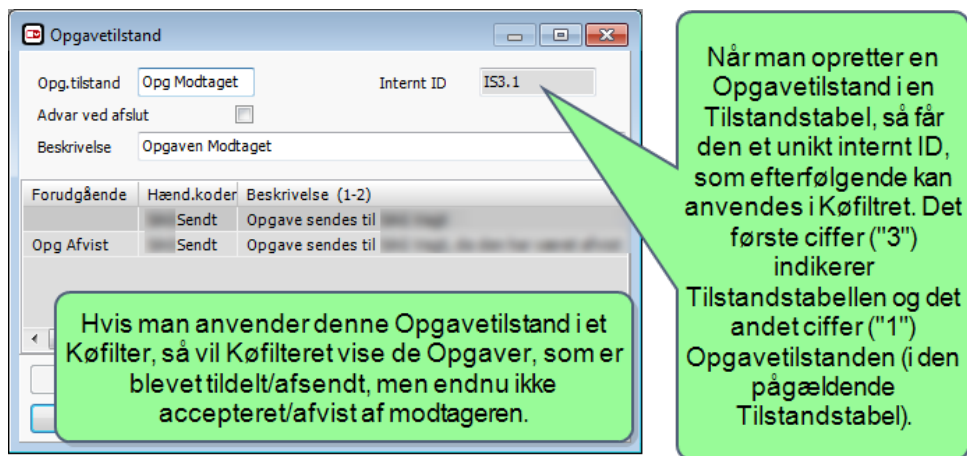 Opgavetilstand
Opg.tilstand Opg Modtaget Internt ID IS3.1
Advar ved afslut
Beskrivelse Opgaven Modtaget
Forudgående Hænd.koder Beskrivelse (1-2)
Sendt Opgave sendes til
Opg Afvist Sendt Opgave sendes til
Hvis man anvender denne Opgavetilstand i et
Køfilter, så vil Køfilteret vise de Opgaver, som er
blevet tildelt/afsendt, men endnu ikke
accepteret/afvist af modtageren.
Når man opretter en
Opgavetilstand i en
Tilstandstabel, så får
den et unikt internt ID,
som efterfølgende kan
anvendes i Køfiltret. Det
første ciffer ("3")
indikerer
Tilstandstabellen og det
andet ciffer ("1")
Opgavetilstanden (i den
pågældende
Tilstandstabel).